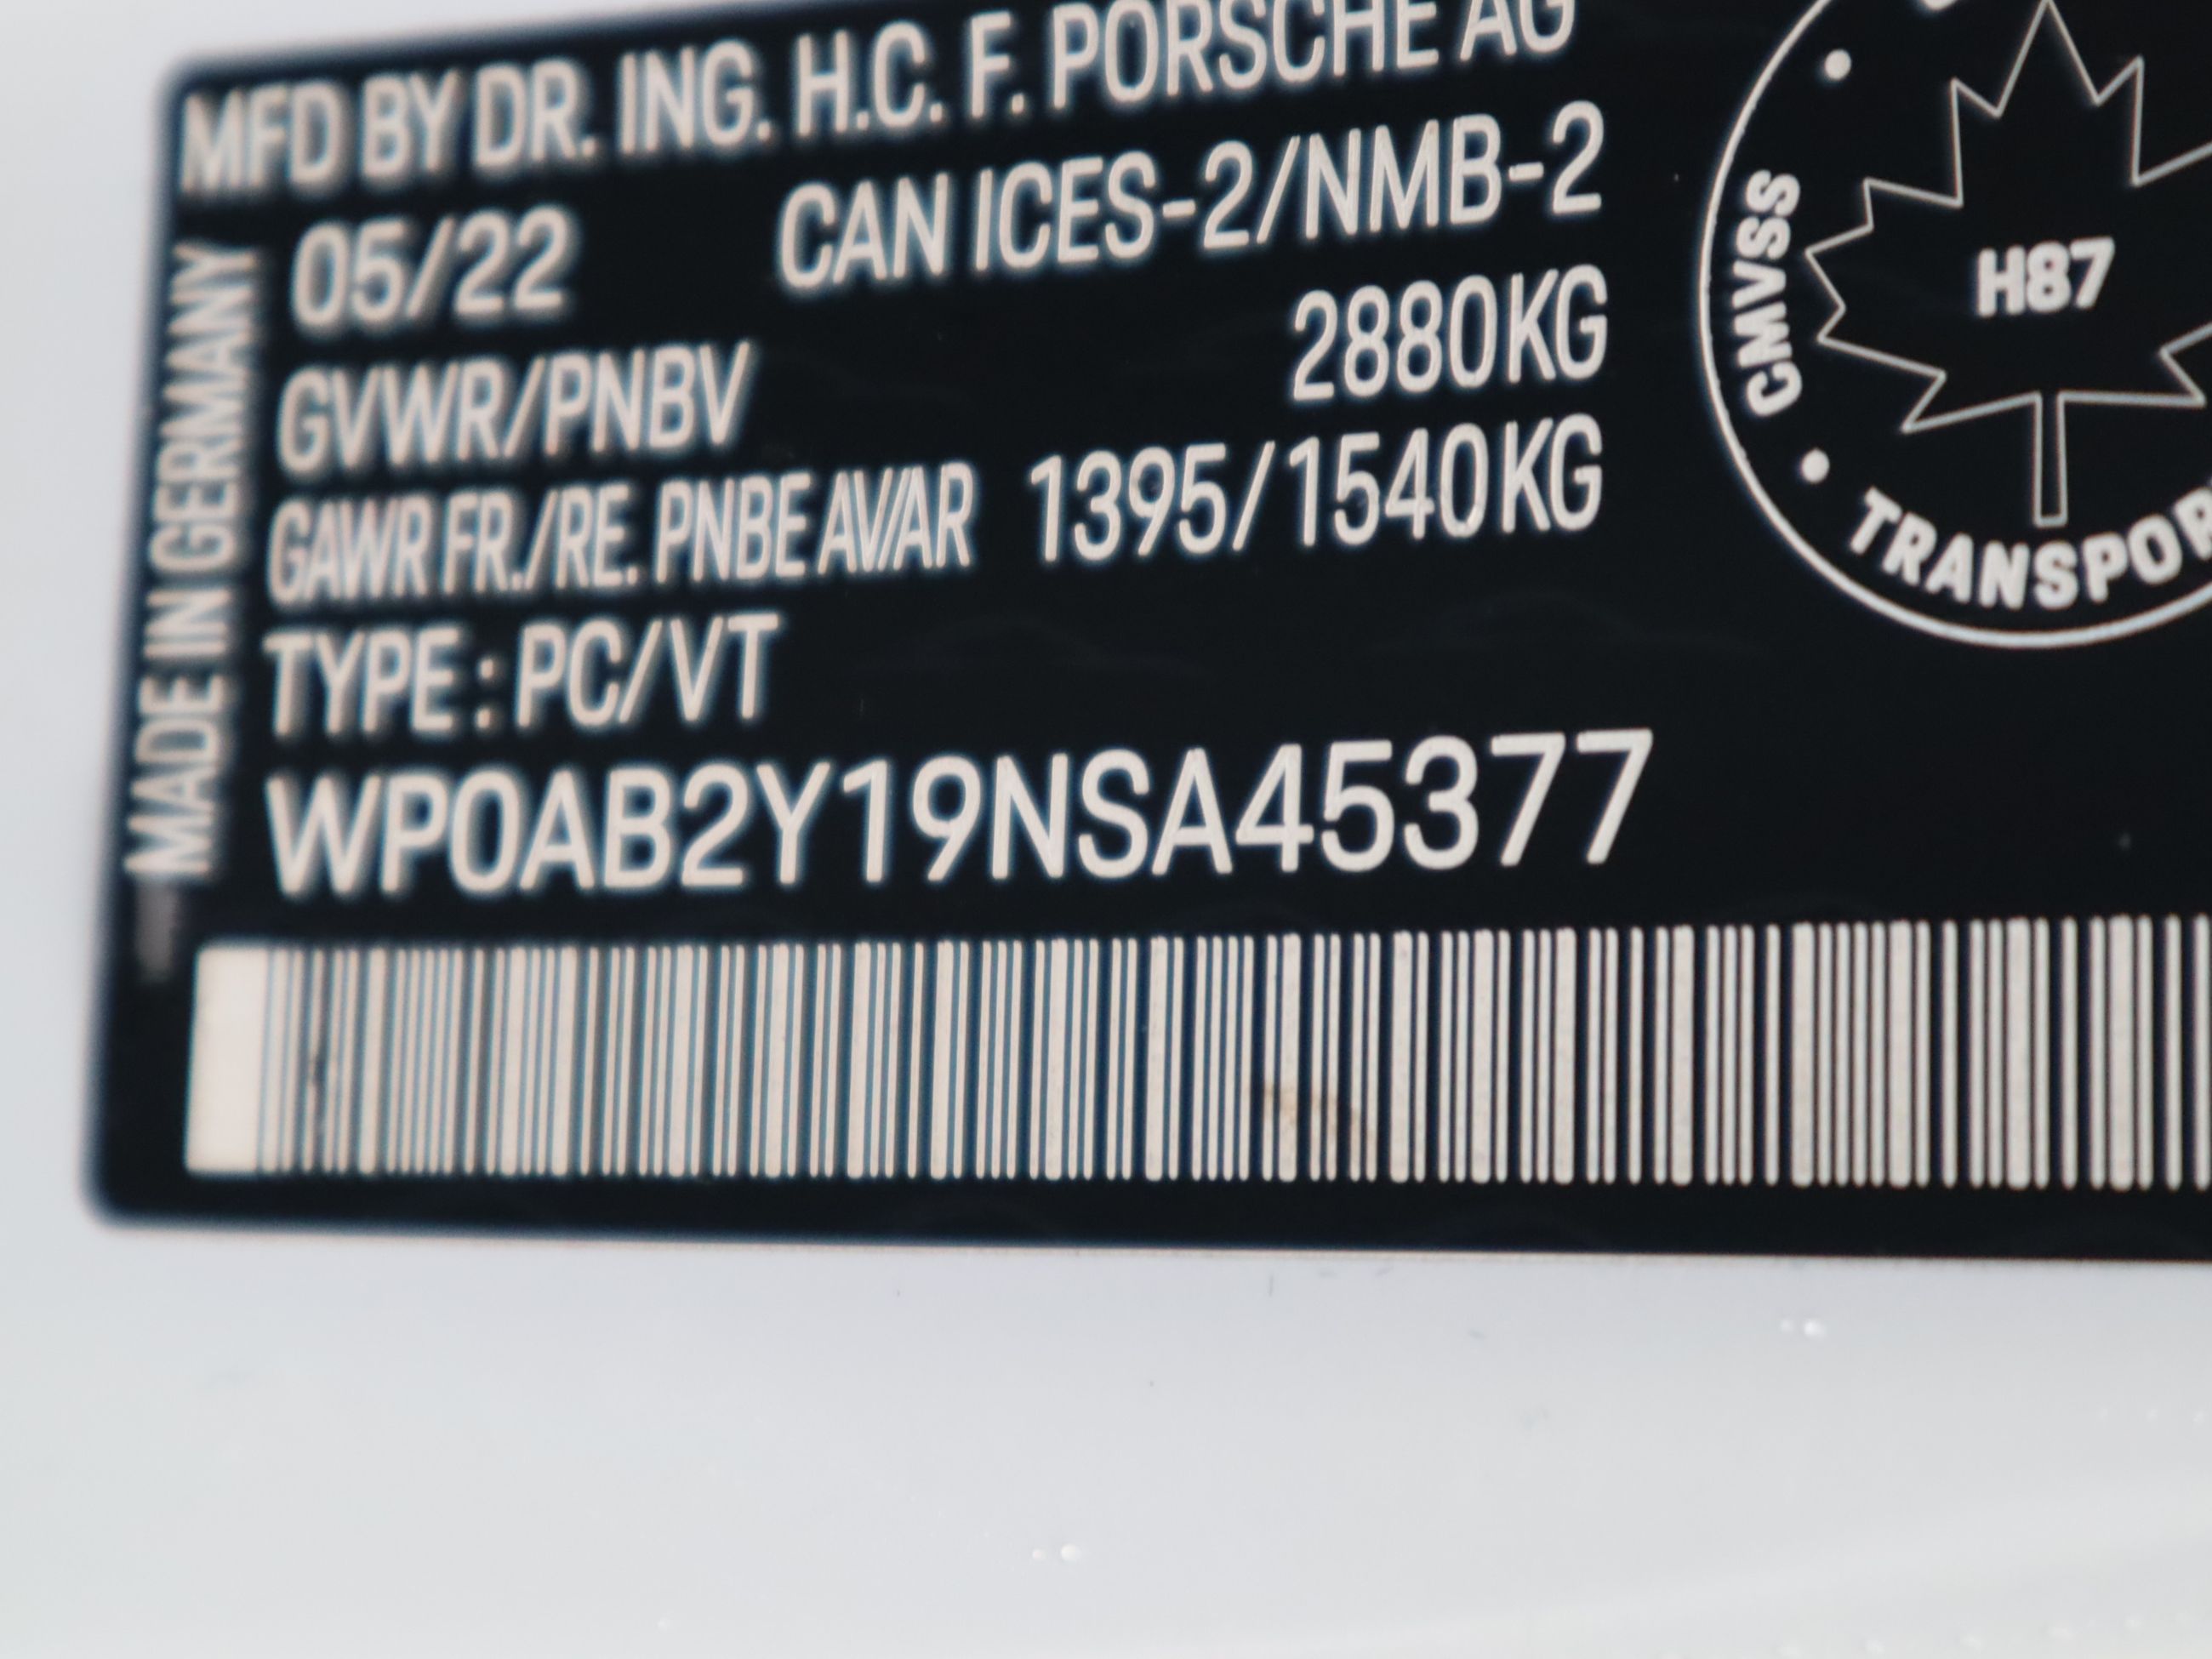 MFD BY DR. ING. H.C. F. PORSCHE AG
05/22 CAN ICES-2/NMB-2
GVWR/PNBV 2880KG
GAWR FR./RE. PNBE AV/AR 1395/1540KG
TYPE : PC/VT
WP0AB2Y19NSA45377
MADE IN GERMANY
CMVSS
H87